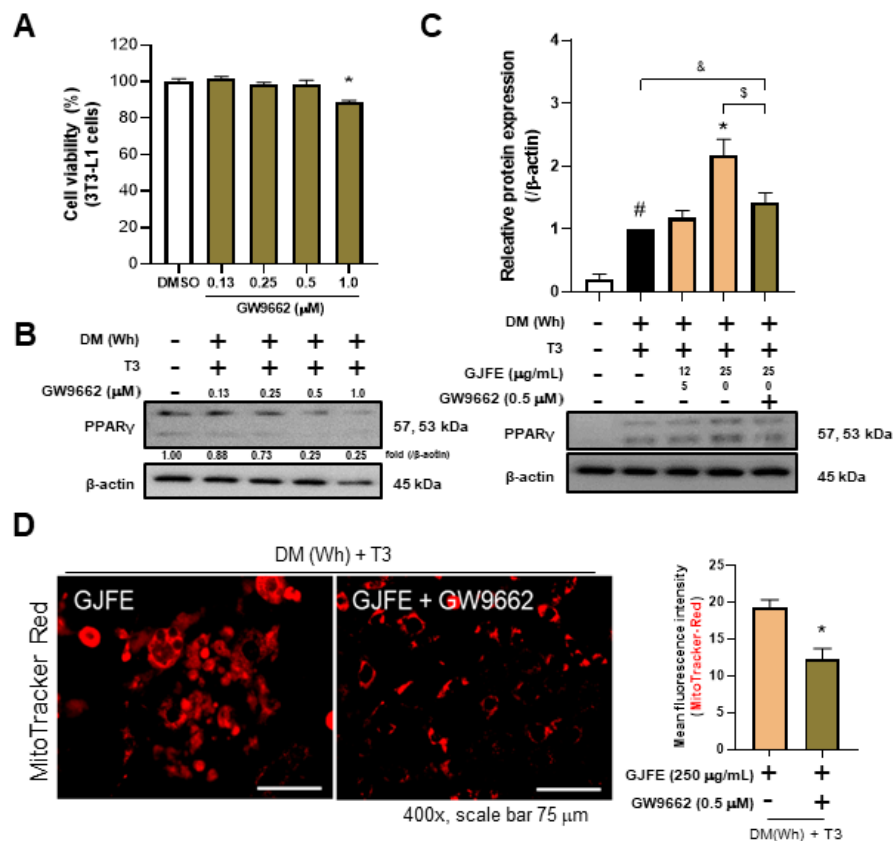 A
Cell viability (%)
(3T3-L1 cells)
120
100
80
60
40
20
0
*
DMSO 0.13 0.25 0.5 1.0
GW9662 (μM)
B
DM (Wh) - + + + +
T3 - + + + +
GW9662 (μM) - 0.13 0.25 0.5 1.0
PPARγ 57, 53 kDa
1.00 0.88 0.73 0.29 0.25 fold (/β-actin)
β-actin 45 kDa
C
Releative protein expression
(/β-actin)
4
3
2
1
0
&
$
*
#
DM (Wh) - + + + +
T3 - + + + +
GJFE (μg/mL) - - 12 25 25
5 0 0
GW9662 (0.5 μM) - - - - +
PPARγ 57, 53 kDa
β-actin 45 kDa
D
DM (Wh) + T3
MitoTracker Red
GJFE
GJFE + GW9662
400x, scale bar 75 μm
Mean fluorescence intensity
(MitoTracker-Red)
25
20
15
10
5
0
*
GJFE (250 μg/mL) + +
GW9662 (0.5 μM) - +
DM(Wh) + T3